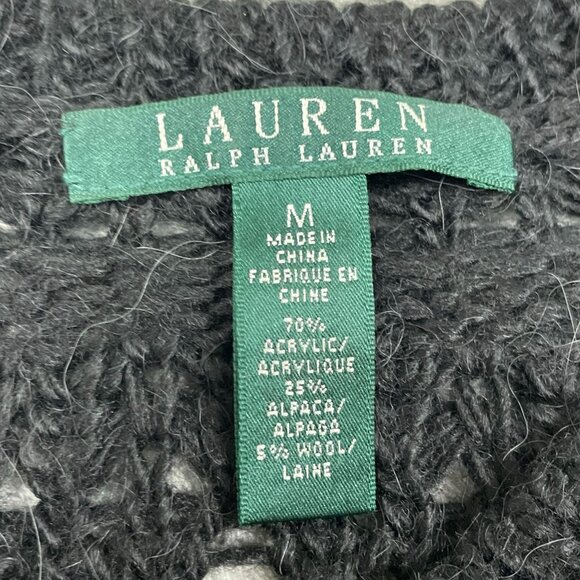 LAUREN
RALPH LAUREN
M
MADE IN
CHINA
FABRIQUE EN
CHINE
70%
ACRYLIC/
ACRYLIQUE
25%
ALPACA/
ALPAGA
5% WOOL/
LAINE